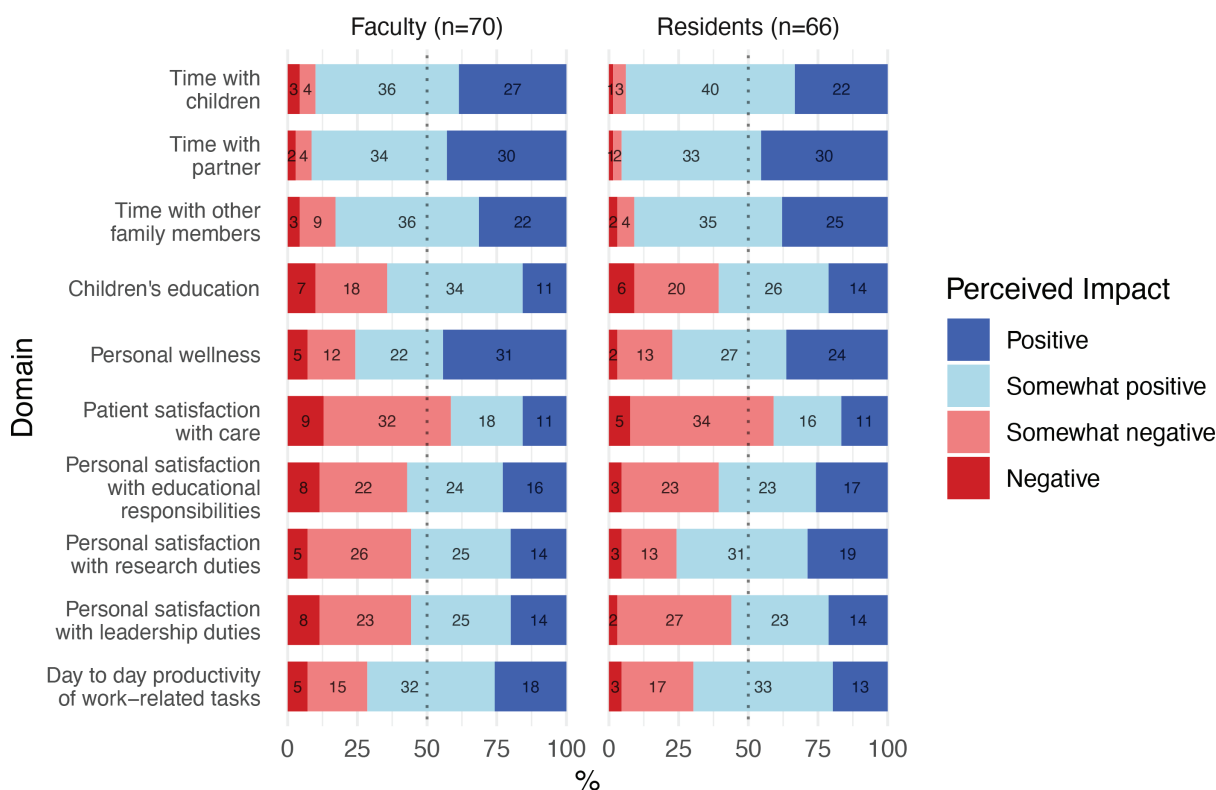 Faculty (n=70)
Residents (n=66)
Time with
children
3 4 36 27
1 3 40 22
Time with
partner
2 4 34 30
1 2 33 30
Time with other
family members
3 9 36 22
2 4 35 25
Children's education
7 18 34 11
6 20 26 14
Personal wellness
5 12 22 31
2 13 27 24
Patient satisfaction
with care
9 32 18 11
5 34 16 11
Personal satisfaction
with educational
responsibilities
8 22 24 16
3 23 23 17
Personal satisfaction
with research duties
5 26 25 14
3 13 31 19
Personal satisfaction
with leadership duties
8 23 25 14
2 27 23 14
Day to day productivity
of work−related tasks
5 15 32 18
3 17 33 13
0 25 50 75 100
0 25 50 75 100
%
Domain
Perceived Impact
Positive
Somewhat positive
Somewhat negative
Negative